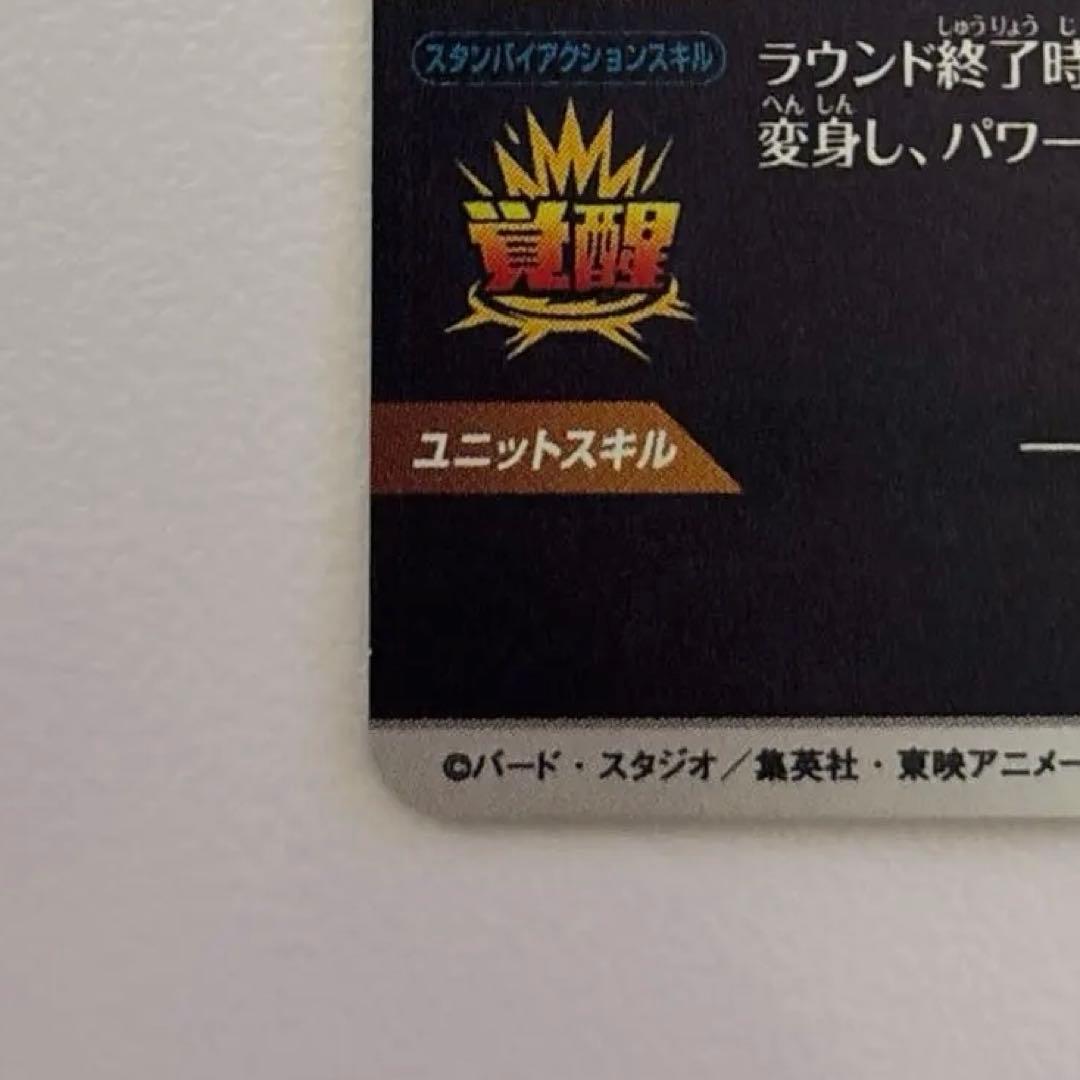 スタンバイアクションスキル
しゅうりょう じ
ラウンド終了時
へんしん
変身し、パワー
覚醒
ユニットスキル
©バード・スタジオ／集英社・東映アニメー